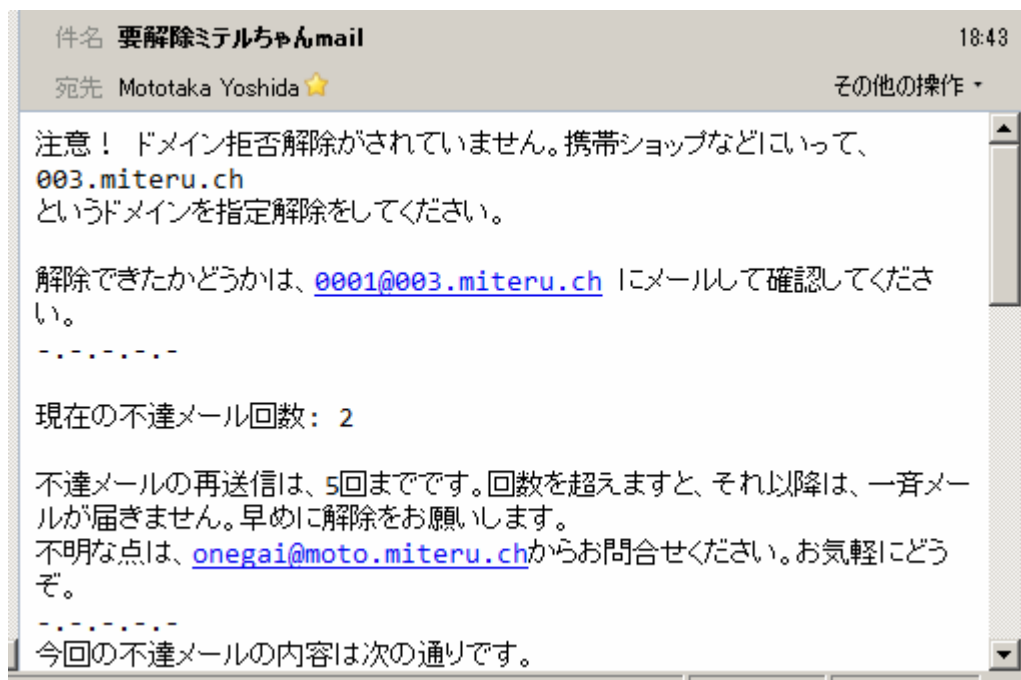 件名 要解除ミテルちゃんmail 18:43
宛先 Mototaka Yoshida その他の操作
注意！ ドメイン拒否解除がされていません。携帯ショップなどにいって、
003.miteru.ch
というドメインを指定解除をしてください。
解除できたかどうかは、0001@003.miteru.ch にメールして確認してくださ
い。
-.-.-.-.-.-
現在の不達メール回数: 2
不達メールの再送信は、5回までです。回数を超えますと、それ以降は、一斉メー
ルが届きません。早めに解除をお願いします。
不明な点は、onegai@moto.miteru.chからお問合せください。お気軽にどう
ぞ。
-.-.-.-.-.-
今回の不達メールの内容は次の通りです。